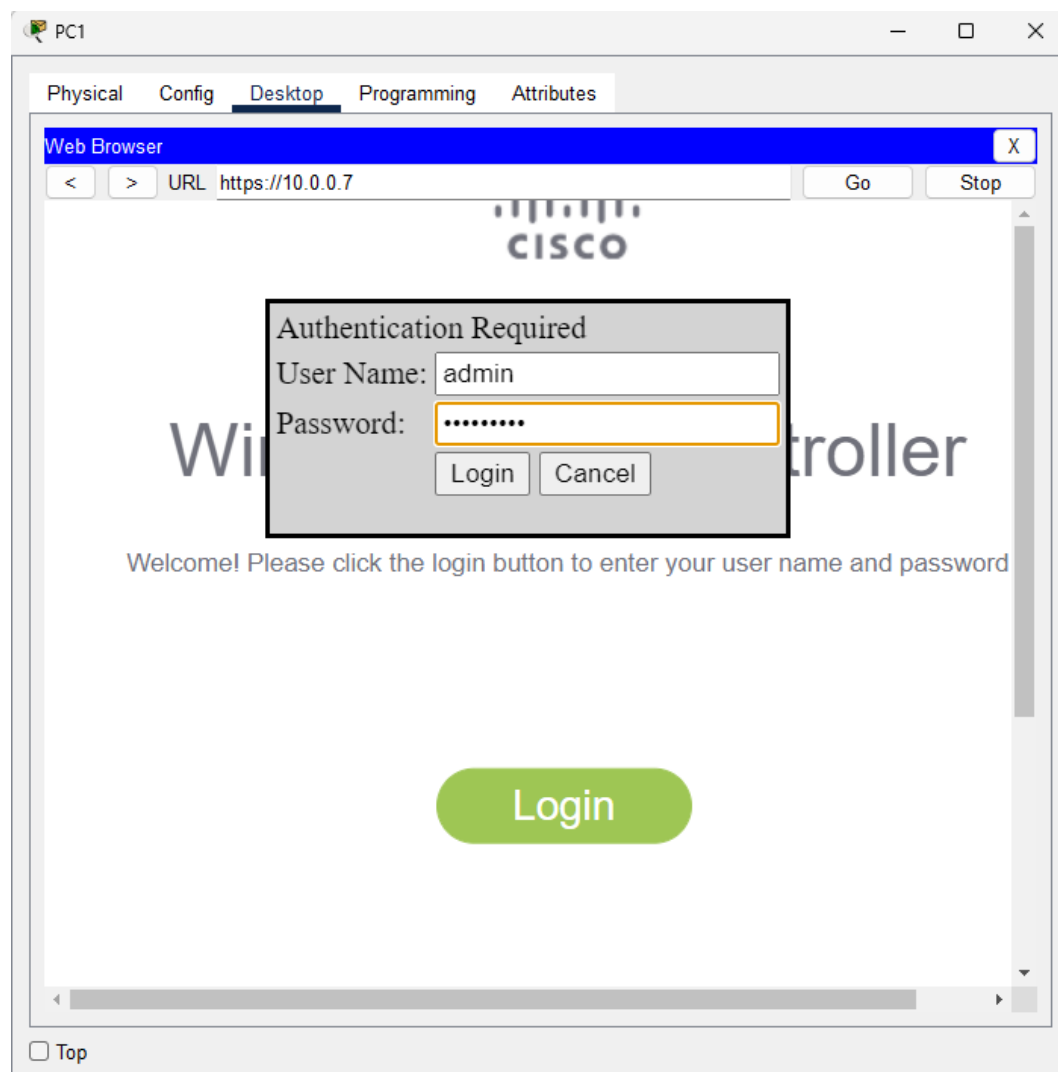 PC1
Physical Config Desktop Programming Attributes
Web Browser X
< > URL https://10.0.0.7 Go Stop
CISCO
Authentication Required
User Name: admin
Password: •••••••••
Login Cancel
Welcome! Please click the login button to enter your user name and password
Login
Top